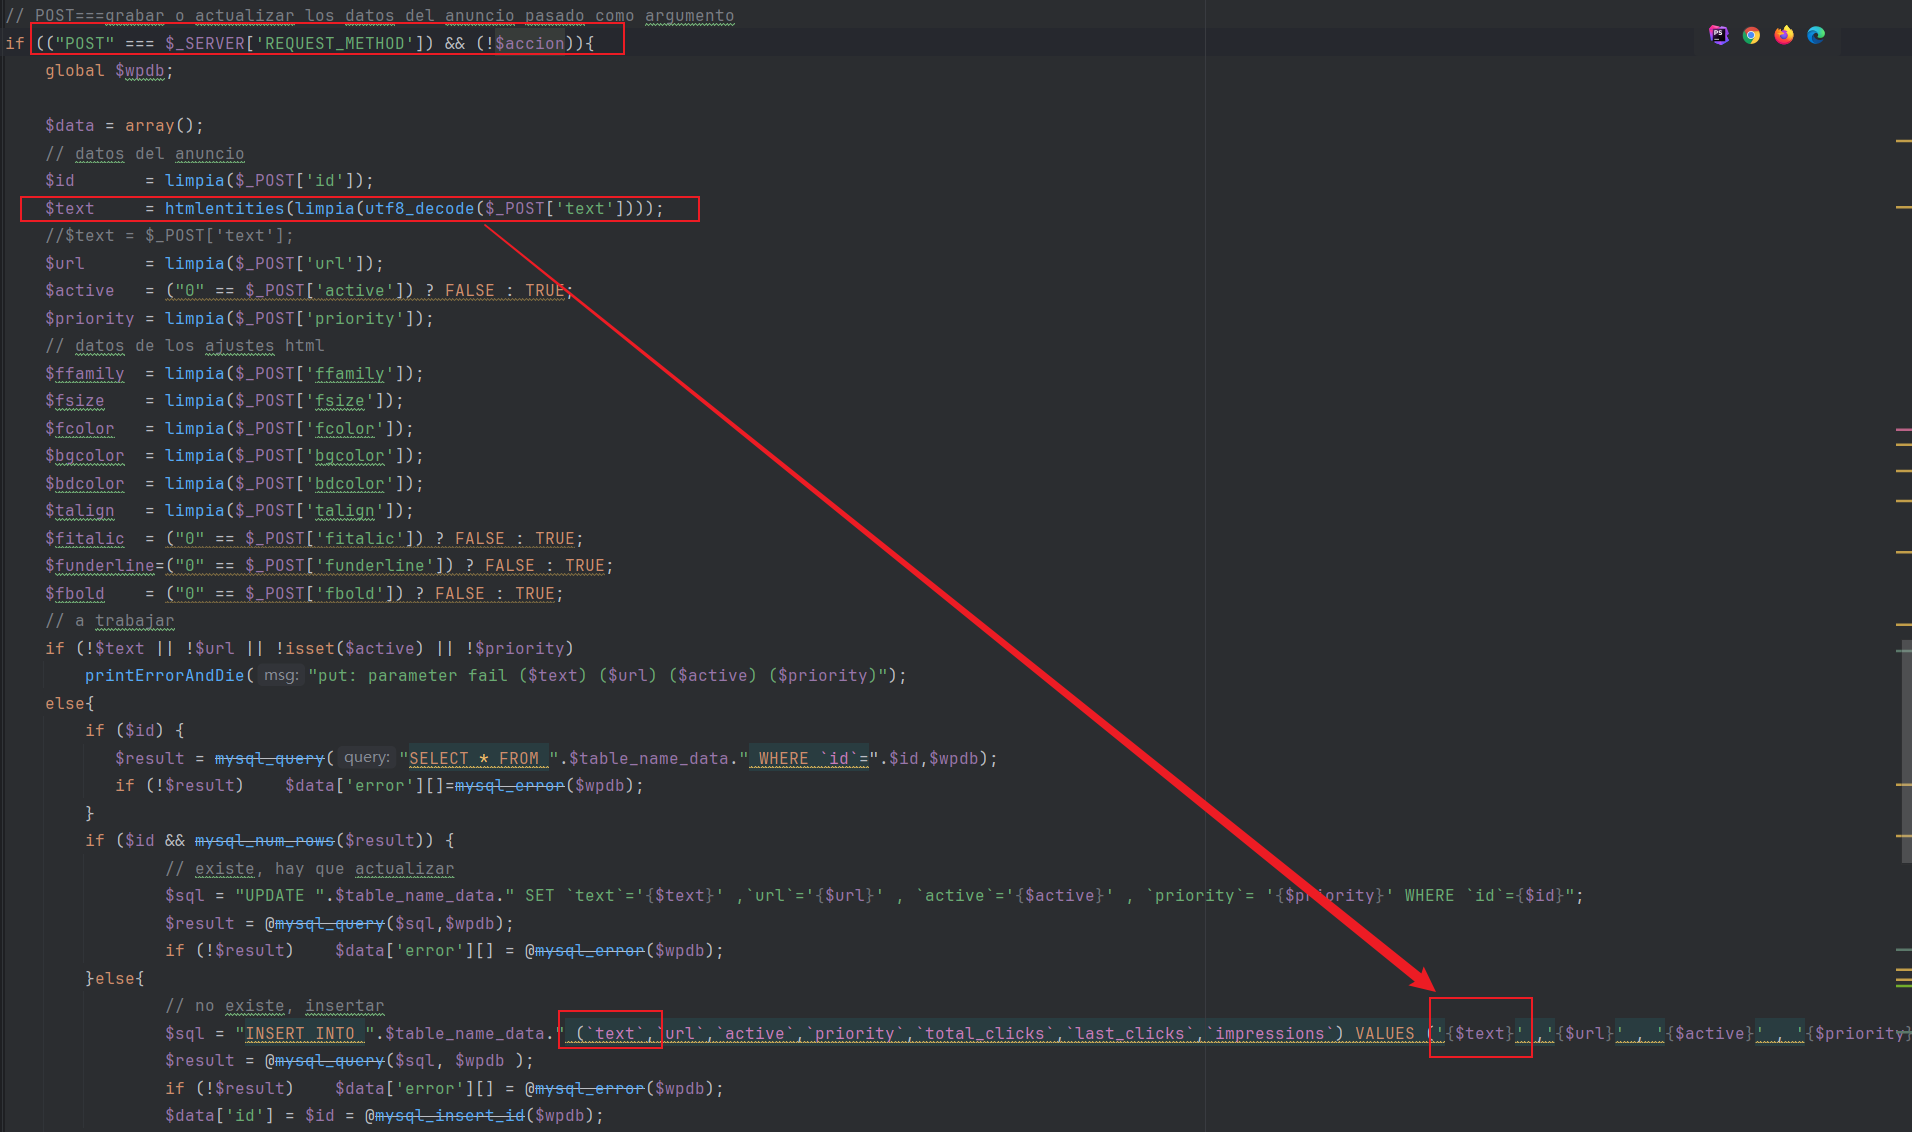 // POST===grabar o actualizar los datos del anuncio pasado como argumento
if (("POST" === $_SERVER['REQUEST_METHOD']) && (!$accion)){
global $wpdb;
$data = array();
// datos del anuncio
$id = limpia($_POST['id']);
$text = htmlentities(limpia(utf8_decode($_POST['text'])));
//$text = $_POST['text'];
$url = limpia($_POST['url']);
$active = ("0" == $_POST['active']) ? FALSE : TRUE;
$priority = limpia($_POST['priority']);
// datos de los ajustes html
$ffamily = limpia($_POST['ffamily']);
$fsize = limpia($_POST['fsize']);
$fcolor = limpia($_POST['fcolor']);
$bgcolor = limpia($_POST['bgcolor']);
$bdcolor = limpia($_POST['bdcolor']);
$talign = limpia($_POST['talign']);
$fitalic = ("0" == $_POST['fitalic']) ? FALSE : TRUE;
$funderline=("0" == $_POST['funderline']) ? FALSE : TRUE;
$fbold = ("0" == $_POST['fbold']) ? FALSE : TRUE;
// a trabajar
if (!$text || !$url || !isset($active) || !$priority)
printErrorAndDie( msg: "put: parameter fail ($text) ($url) ($active) ($priority)");
else{
if ($id) {
$result = mysql_query( query: "SELECT * FROM ".$table_name_data." WHERE `id`=".$id,$wpdb);
if (!$result) $data['error'][]=mysql_error($wpdb);
}
if ($id && mysql_num_rows($result)) {
// existe, hay que actualizar
$sql = "UPDATE ".$table_name_data." SET `text`='{$text}' ,`url`='{$url}' , `active`='{$active}' , `priority`= '{$priority}' WHERE `id`={$id}";
$result = @mysql_query($sql,$wpdb);
if (!$result) $data['error'][] = @mysql_error($wpdb);
}else{
// no existe, insertar
$sql = "INSERT INTO ".$table_name_data." (`text`,`url`,`active`,`priority`,`total_clicks`,`last_clicks`,`impressions`) VALUES ('{$text}' ,'{$url}' , '{$active}' , '{$priority}
$result = @mysql_query($sql, $wpdb );
if (!$result) $data['error'][] = @mysql_error($wpdb);
$data['id'] = $id = @mysql_insert_id($wpdb);